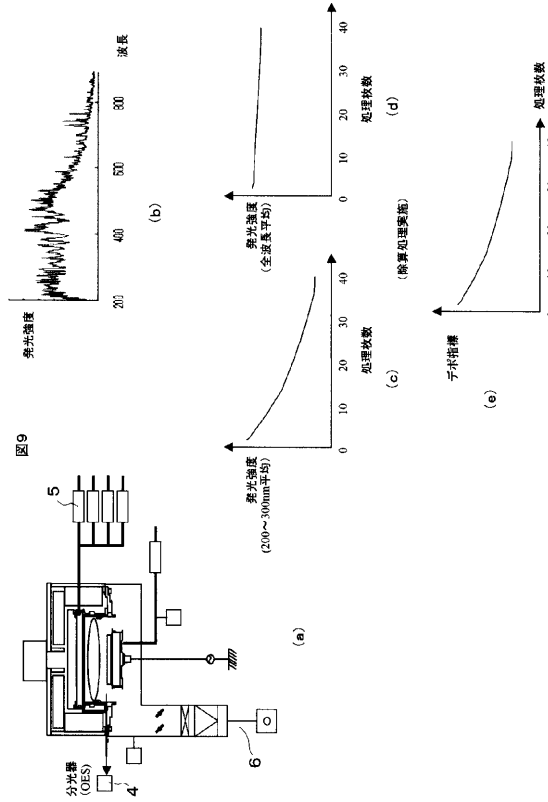 図9
分光器
(OES)
4
5
6
(a)
発光強度
200
400
600
800
波長
(b)
発光強度
(200～300nm平均)
0
10
20
30
40
処理枚数
(c)
発光強度
(全波長平均)
0
10
20
30
40
処理枚数
(d)
(除算処理実施)
デポ指標
処理枚数
(e)